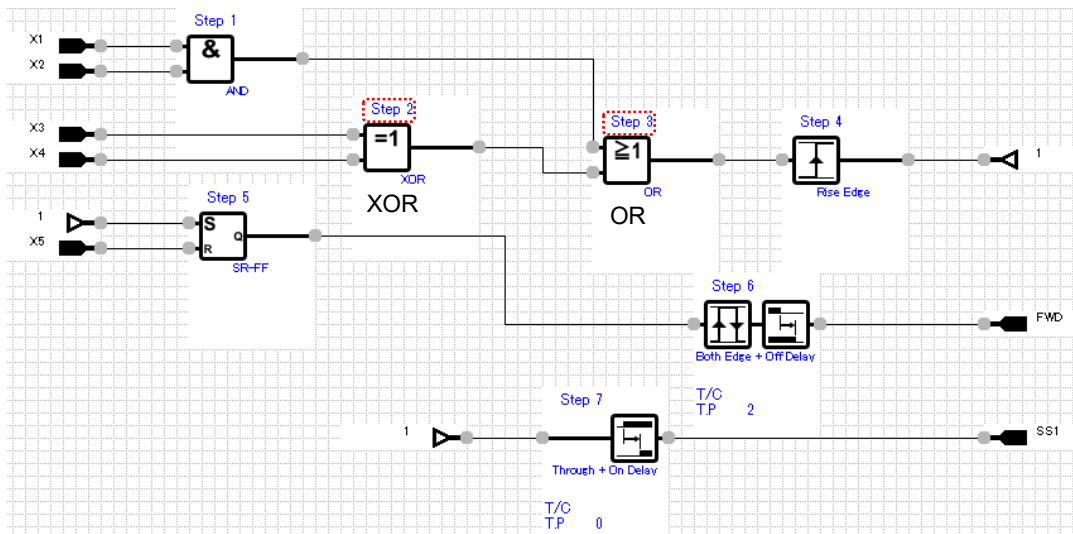 Step 1
X1
X2
&
AND
Step 2
X3
X4
=1
XOR
XOR
Step 3
≧1
OR
OR
Step 4
Rise Edge
1
Step 5
1
X5
S
R
Q
SR-FF
Step 6
Both Edge + Off Delay
FWD
T/C
T.P 2
Step 7
1
Through + On Delay
SS1
T/C
T.P 0